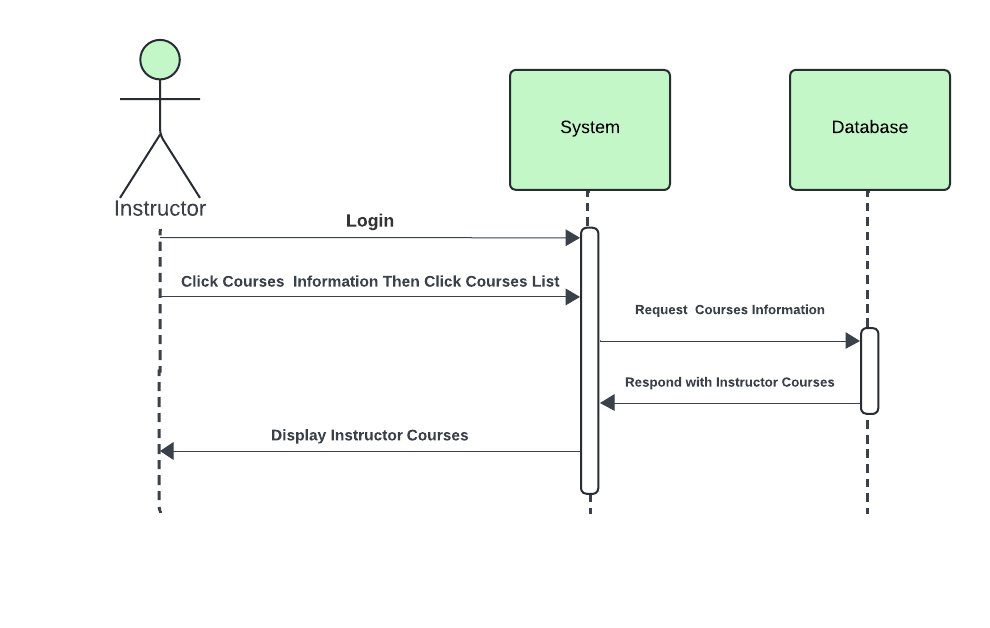 System
Database
Instructor
Login
Click Courses  Information Then Click Courses List
Request  Courses Information
Respond with Instructor Courses
Display Instructor Courses